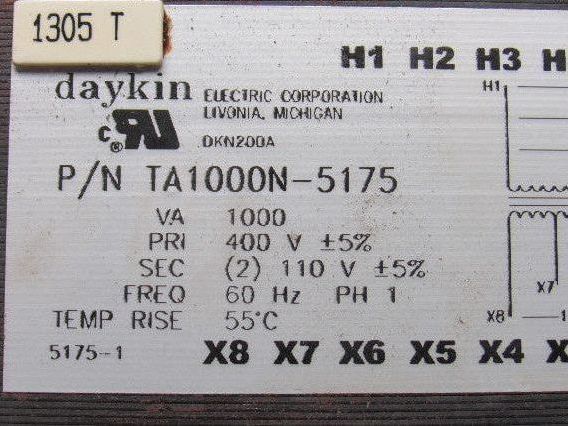 1305 T
H1 H2 H3 H
daykin ELECTRIC CORPORATION
LIVONIA, MICHIGAN
DKN200A
P/N TA1000N-5175
VA 1000
PRI 400 V ±5%
SEC (2) 110 V ±5%
FREQ 60 Hz PH 1
TEMP RISE 55°C
5175-1
X8 X7 X6 X5 X4 X
H1
X7
X8
1